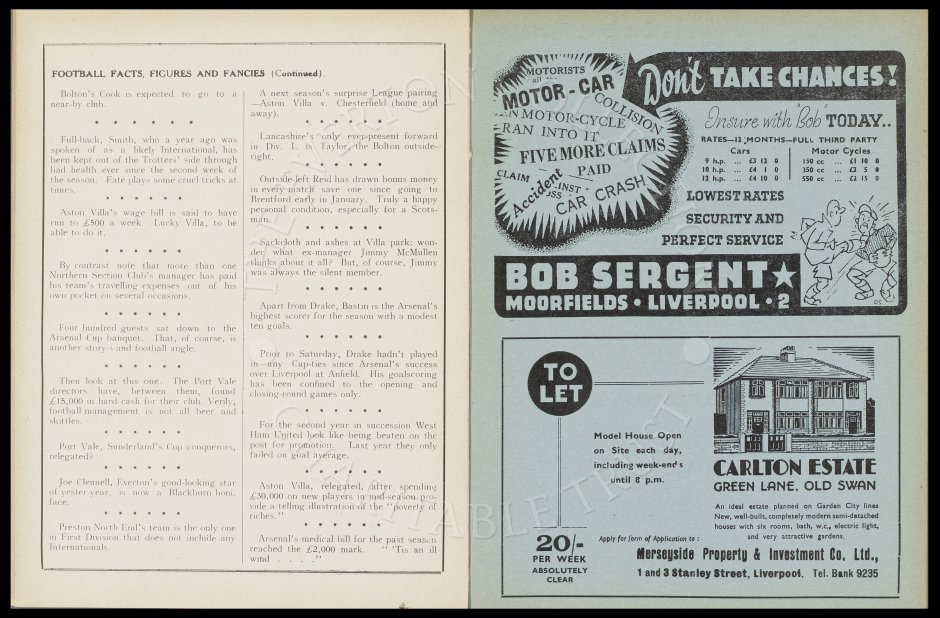 FOOTBALL FACTS, FIGURES AND FANCIES (Continued)
Bolton's Cook is expected to go to a
near-by club.
Full-back, Smith, who a year ago was
spoken of as a likely International, has
been kept out of the Trotters' side through
bad health ever since the second week of
the season. Fate plays some cruel tricks at
times.
Aston Villa's wage bill is said to have
run to £500 a week. Lucky Villa, to be
able to do it.
By contrast note that more than one
Northern Section Club's manager has paid
his team's travelling expenses out of his
own pocket on several occasions.
Four hundred guests sat down to the
Arsenal Cup banquet. That, of course, is
another story—and football angle.
Then look at this one. The Port Vale
directors have, between them, found
£15,000 in hard cash for their club. Verily,
football management is not all beer and
skittles.
Port Vale, Sunderland's Cup conquerors,
relegated?
Joe Clennell, Everton's good-looking star
of yester-year, is now a Blackburn boni.
face.
Preston North End's team is the only one
in First Division that does not include any
Internationals.
A next season's surprise League pairing
—Aston Villa v. Chesterfield (home and
away).
Lancashire's only ever-present forward
in Div. I. is Taylor, the Bolton outside-
right.
Outside-left Reid has drawn bonus money
in every match save one since going to
Brentford early in January. Truly a happy
personal condition, especially for a Scots-
man.
Sackcloth and ashes at Villa park: won-
der what ex-manager Jimmy McMullen
thinks about it all? But, of course, Jimmy
was always the silent member.
Apart from Drake, Bastin is the Arsenal's
highest scorer for the season with a modest
ten goals.
Prior to Saturday, Drake hadn't played
in any Cup-ties since Arsenal's success
over Liverpool at Anfield. His goalscoring
has been confined to the opening and
closing-round games only.
For the second year in succession West
Ham United look like being beaten on the
post for promotion. Last year they only
failed on goal average.
Aston Villa, relegated, after spending
£30,000 on new players in mid-season pro-
vide a telling illustration of the "poverty of
riches."
Arsenal's medical bill for the past season
reached the £2,000 mark. " 'Tis an ill
wind . . . ."
MOTORISTS
MOTOR-CAR
COLLISION
MOTOR-CYCLE
RAN INTO IT
FIVE MORE CLAIMS
PAID
CLAIM
Accident
CAR CRASH
Don't TAKE CHANCES!
Insure with "Bob" TODAY..
RATES—12 MONTHS—FULL THIRD PARTY
Cars Motor Cycles
9 h.p. ... £3 12 0 150 cc ... £1 10 0
10 h.p. ... £4 1 0 350 cc ... £2 5 0
12 h.p. ... £4 10 0 550 cc ... £2 15 0
LOWEST RATES
SECURITY AND
PERFECT SERVICE
BOB SERGENT★
MOORFIELDS • LIVERPOOL • 2
TO
LET
Model House Open
on Site each day,
including week-end's
until 8 p.m.
20/-
PER WEEK
ABSOLUTELY
CLEAR
CARLTON ESTATE
GREEN LANE, OLD SWAN
An ideal estate planned on Garden City lines
New, well-built, completely modern semi-detached
houses with six rooms, bath, w.c., electric light,
and very attractive gardens.
Apply for form of Application to :
Merseyside Property & Investment Co. Ltd.,
1 and 3 Stanley Street, Liverpool. Tel. Bank 9235